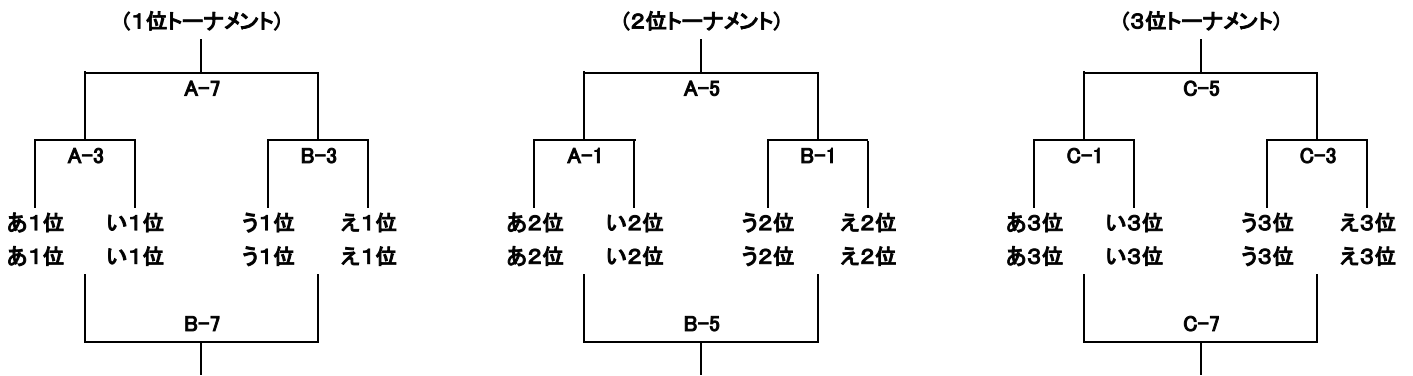 (1位トーナメント) (2位トーナメント) (3位トーナメント)
A-7 A-5 C-5
A-3 B-3 A-1 B-1 C-1 C-3
あ1位 い1位 う1位 え1位 あ2位 い2位 う2位 え2位 あ3位 い3位 う3位 え3位
あ1位 い1位 う1位 え1位 あ2位 い2位 う2位 え2位 あ3位 い3位 う3位 え3位
B-7 B-5 C-7